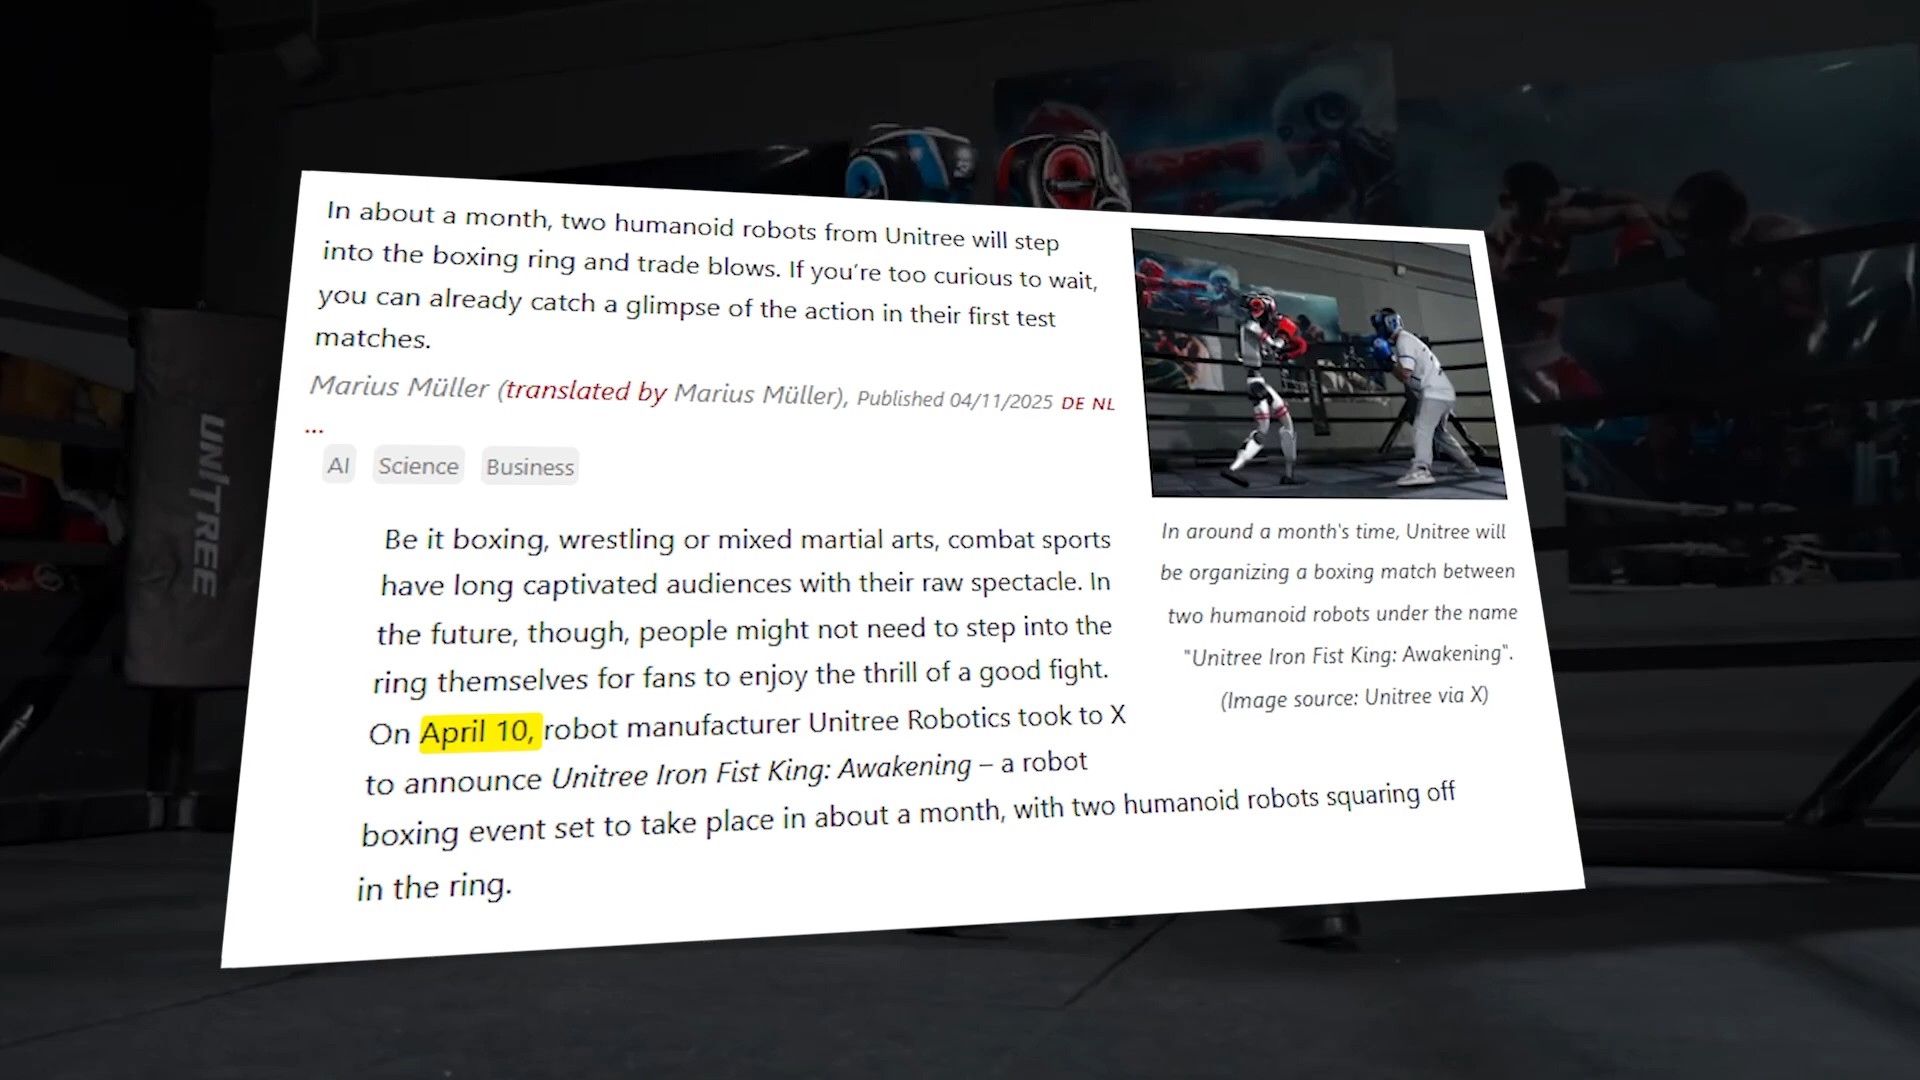 In about a month, two humanoid robots from Unitree will step
into the boxing ring and trade blows. If you're too curious to wait,
you can already catch a glimpse of the action in their first test
matches.
Marius Müller (translated by Marius Müller), Published 04/11/2025 DE NL
...
AI Science Business
Be it boxing, wrestling or mixed martial arts, combat sports
have long captivated audiences with their raw spectacle. In
the future, though, people might not need to step into the
ring themselves for fans to enjoy the thrill of a good fight.
On April 10, robot manufacturer Unitree Robotics took to X
to announce Unitree Iron Fist King: Awakening – a robot
boxing event set to take place in about a month, with two humanoid robots squaring off
in the ring.
In around a month's time, Unitree will
be organizing a boxing match between
two humanoid robots under the name
"Unitree Iron Fist King: Awakening".
(Image source: Unitree via X)
UNITREE